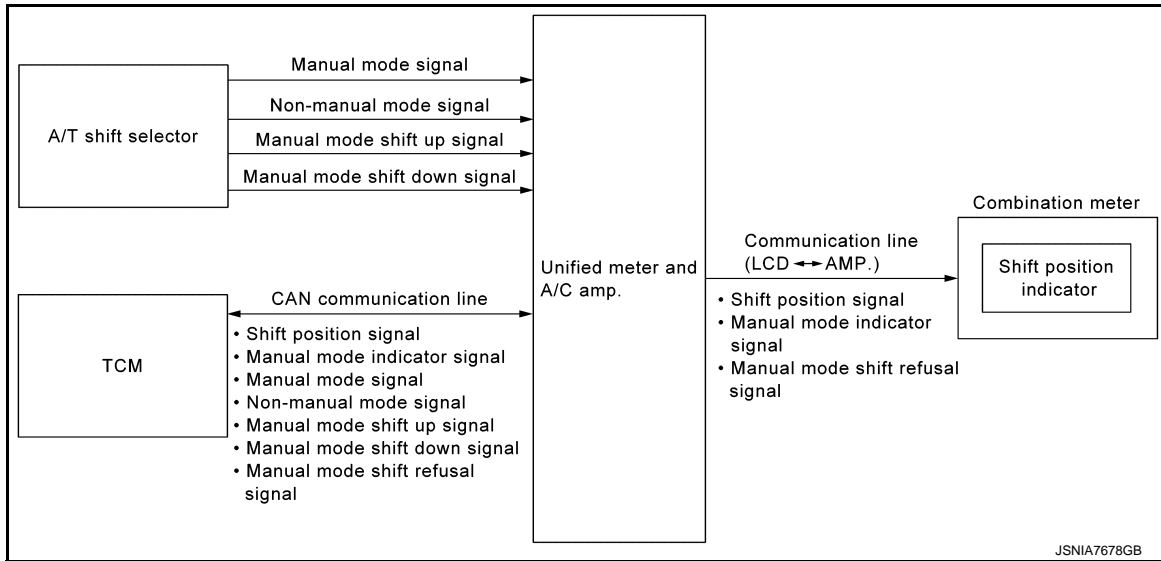 A/T shift selector
Manual mode signal
Non-manual mode signal
Manual mode shift up signal
Manual mode shift down signal
TCM
CAN communication line
• Shift position signal
• Manual mode indicator signal
• Manual mode signal
• Non-manual mode signal
• Manual mode shift up signal
• Manual mode shift down signal
• Manual mode shift refusal
signal
Unified meter and
A/C amp.
Communication line
(LCD ◄─► AMP.)
• Shift position signal
• Manual mode indicator
signal
• Manual mode shift refusal
signal
Combination meter
Shift position
indicator
JSNIA7678GB